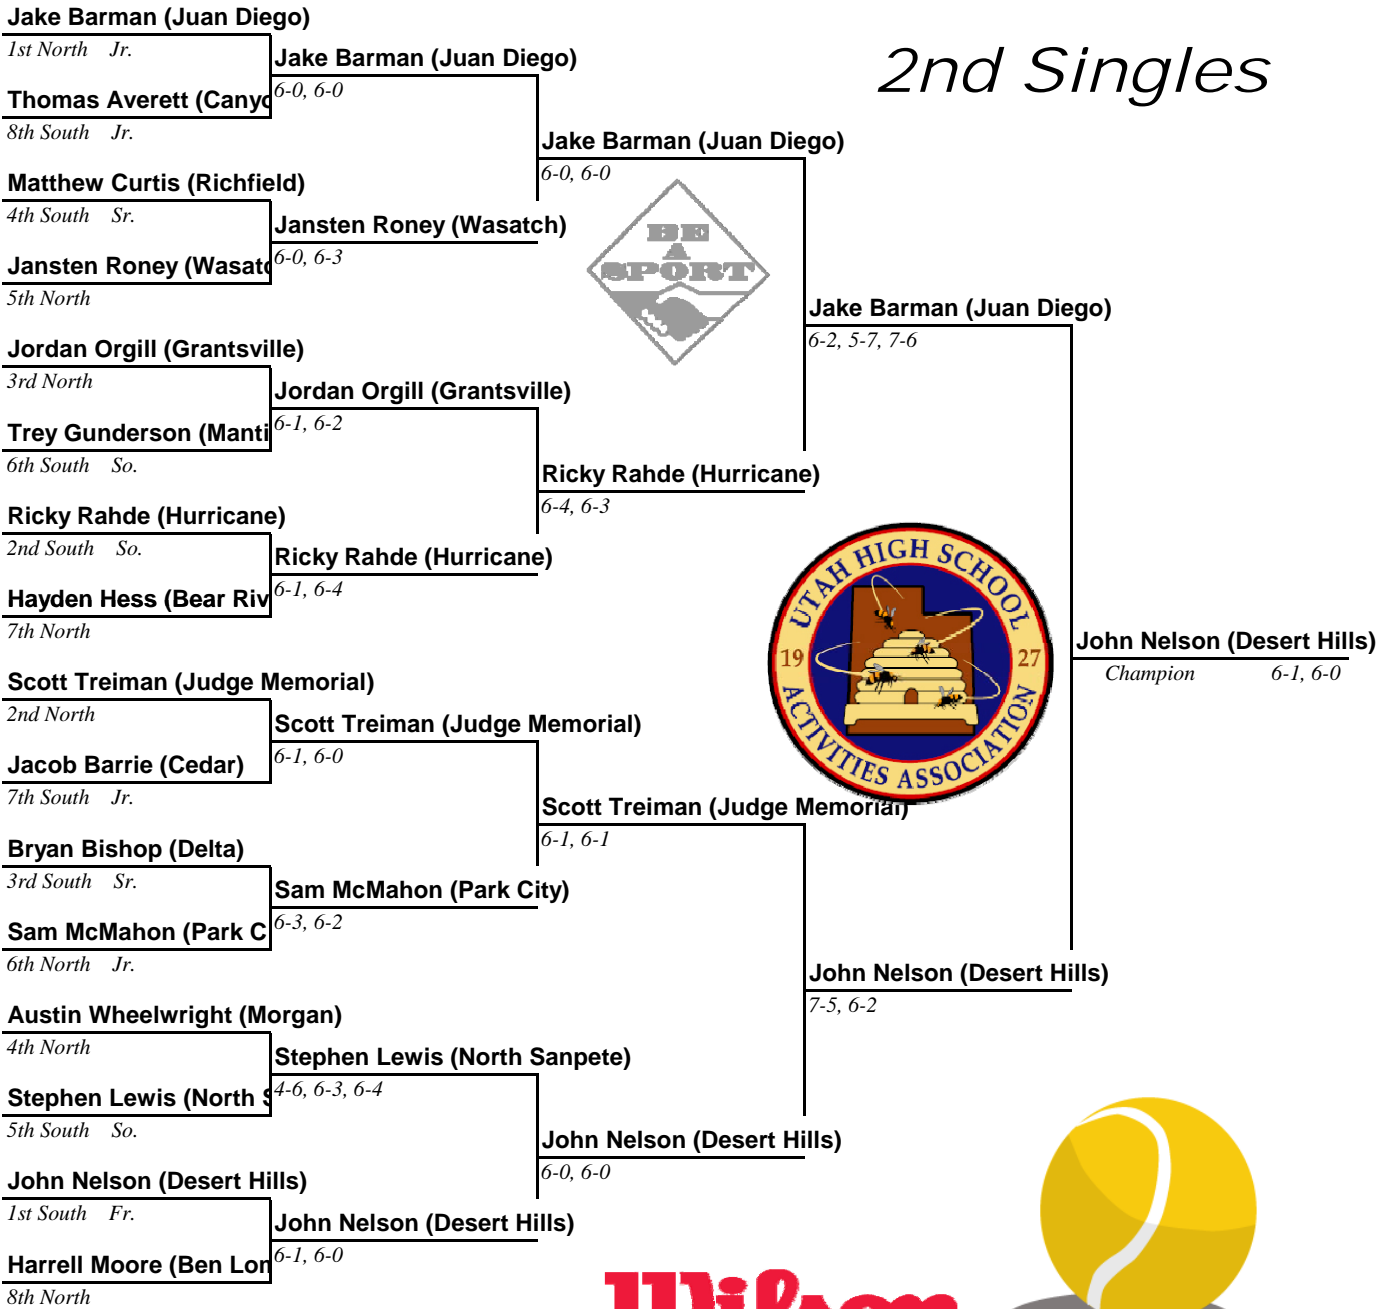 2nd Singles
Jake Barman (Juan Diego)
1st North Jr.
Jake Barman (Juan Diego)
6-0, 6-0
Thomas Averett (Canyo
8th South Jr.
Jake Barman (Juan Diego)
6-0, 6-0
Matthew Curtis (Richfield)
4th South Sr.
Jansten Roney (Wasatch)
6-0, 6-3
Jansten Roney (Wasatc
5th North
BE
A
SPORT
Jake Barman (Juan Diego)
6-2, 5-7, 7-6
Jordan Orgill (Grantsville)
3rd North
Jordan Orgill (Grantsville)
6-1, 6-2
Trey Gunderson (Manti
6th South So.
Ricky Rahde (Hurricane)
6-4, 6-3
Ricky Rahde (Hurricane)
2nd South So.
Ricky Rahde (Hurricane)
6-1, 6-4
Hayden Hess (Bear Riv
7th North
UTAH HIGH SCHOOL
19 27
ACTIVITIES ASSOCIATION
John Nelson (Desert Hills)
Champion 6-1, 6-0
Scott Treiman (Judge Memorial)
2nd North
Scott Treiman (Judge Memorial)
6-1, 6-0
Jacob Barrie (Cedar)
7th South Jr.
Scott Treiman (Judge Memorial)
6-1, 6-1
Bryan Bishop (Delta)
3rd South Sr.
Sam McMahon (Park City)
6-3, 6-2
Sam McMahon (Park C
6th North Jr.
John Nelson (Desert Hills)
7-5, 6-2
Austin Wheelwright (Morgan)
4th North
Stephen Lewis (North Sanpete)
4-6, 6-3, 6-4
Stephen Lewis (North S
5th South So.
John Nelson (Desert Hills)
6-0, 6-0
John Nelson (Desert Hills)
1st South Fr.
John Nelson (Desert Hills)
6-1, 6-0
Harrell Moore (Ben Lon
8th North
Wilson